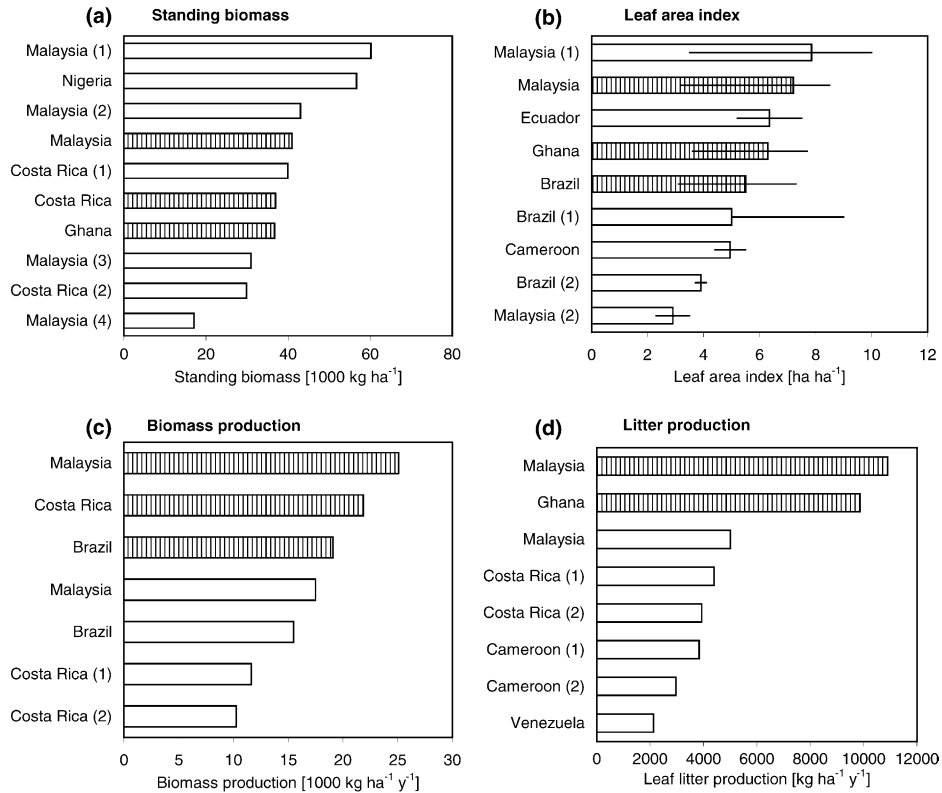 (a) Standing biomass
Malaysia (1)
Nigeria
Malaysia (2)
Malaysia
Costa Rica (1)
Costa Rica
Ghana
Malaysia (3)
Costa Rica (2)
Malaysia (4)
0 20 40 60 80
Standing biomass [1000 kg ha⁻¹]
(b) Leaf area index
Malaysia (1)
Malaysia
Ecuador
Ghana
Brazil
Brazil (1)
Cameroon
Brazil (2)
Malaysia (2)
0 2 4 6 8 10 12
Leaf area index [ha ha⁻¹]
(c) Biomass production
Malaysia
Costa Rica
Brazil
Malaysia
Brazil
Costa Rica (1)
Costa Rica (2)
0 5 10 15 20 25 30
Biomass production [1000 kg ha⁻¹ y⁻¹]
(d) Litter production
Malaysia
Ghana
Malaysia
Costa Rica (1)
Costa Rica (2)
Cameroon (1)
Cameroon (2)
Venezuela
0 2000 4000 6000 8000 10000 12000
Leaf litter production [kg ha⁻¹ y⁻¹]